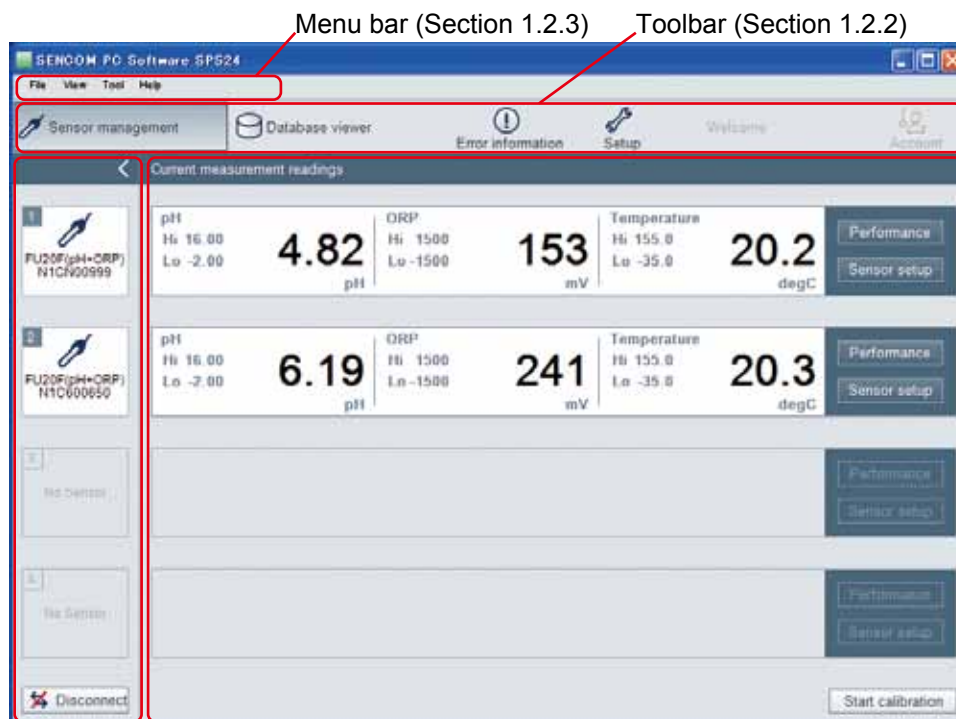 Menu bar (Section 1.2.3) Toolbar (Section 1.2.2)
SENCOM PC Software SPS24
File View Tool Help
Sensor management Database viewer Error information Setup Welcome Account
Current measurement readings
1
FU20F(pH+ORP)
N1CN00999
pH
Hi 16.00
Lo -2.00
4.82
pH
ORP
Hi 1500
Lo -1500
153
mV
Temperature
Hi 155.0
Lo -35.0
20.2
degC
Performance
Sensor setup
2
FU20F(pH+ORP)
N1C600650
pH
Hi 16.00
Lo -2.00
6.19
pH
ORP
Hi 1500
Lo -1500
241
mV
Temperature
Hi 155.0
Lo -35.0
20.3
degC
Performance
Sensor setup
No Sensor
Performance
Sensor setup
No Sensor
Performance
Sensor setup
Disconnect
Start calibration